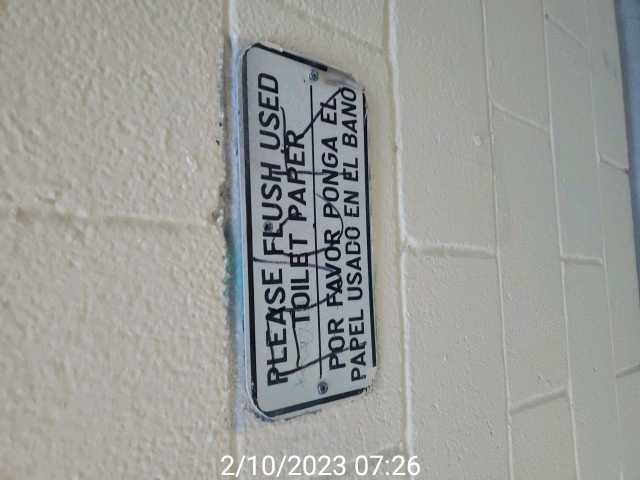 PLEASE FLUSH USED
TOILET PAPER
POR FAVOR PONGA EL
PAPEL USADO EN EL BANO
2/10/2023 07:26